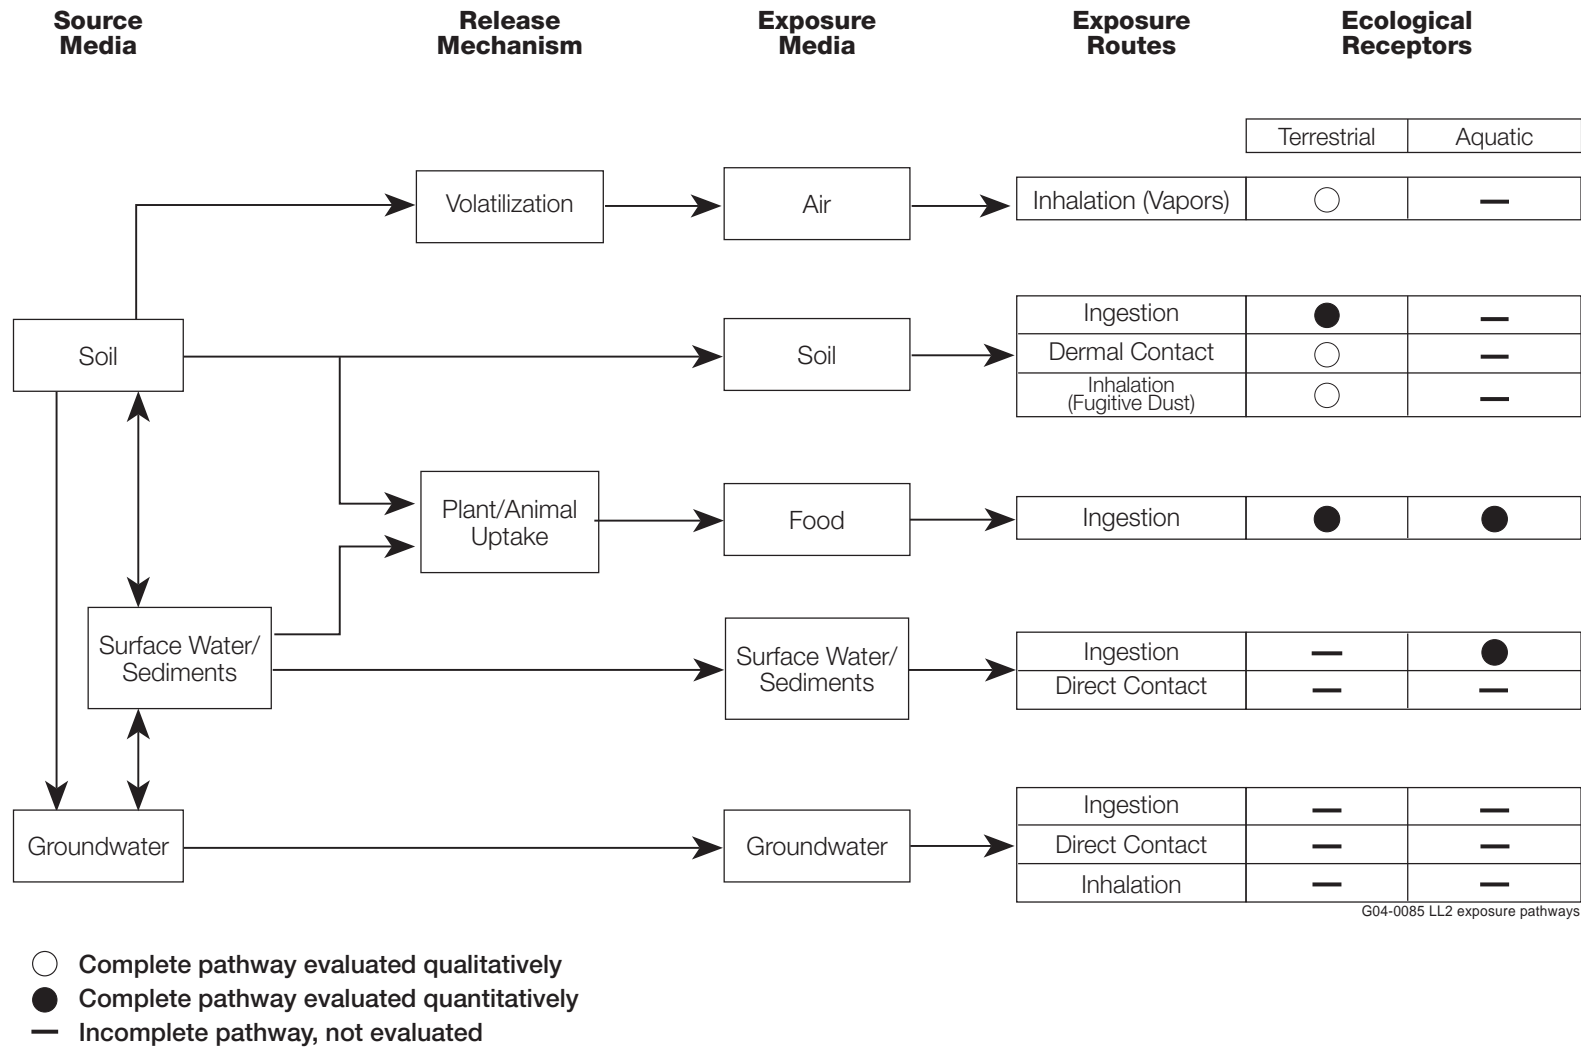 Source
Media
Release
Mechanism
Exposure
Media
Exposure
Routes
Ecological
Receptors
Terrestrial
Aquatic
Volatilization
Air
Inhalation (Vapors)
Soil
Soil
Ingestion
Dermal Contact
Inhalation
(Fugitive Dust)
Plant/Animal
Uptake
Food
Ingestion
Surface Water/
Sediments
Surface Water/
Sediments
Ingestion
Direct Contact
Groundwater
Groundwater
Ingestion
Direct Contact
Inhalation
G04-0085 LL2 exposure pathways
Complete pathway evaluated qualitatively
Complete pathway evaluated quantitatively
Incomplete pathway, not evaluated